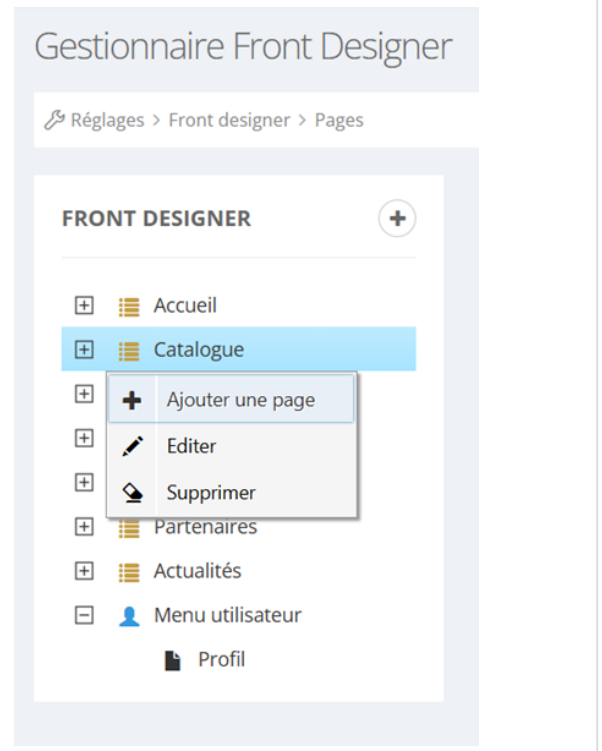 Gestionnaire Front Designer
Réglages > Front designer > Pages
FRONT DESIGNER
Accueil
Catalogue
Ajouter une page
Editer
Supprimer
Partenaires
Actualités
Menu utilisateur
Profil